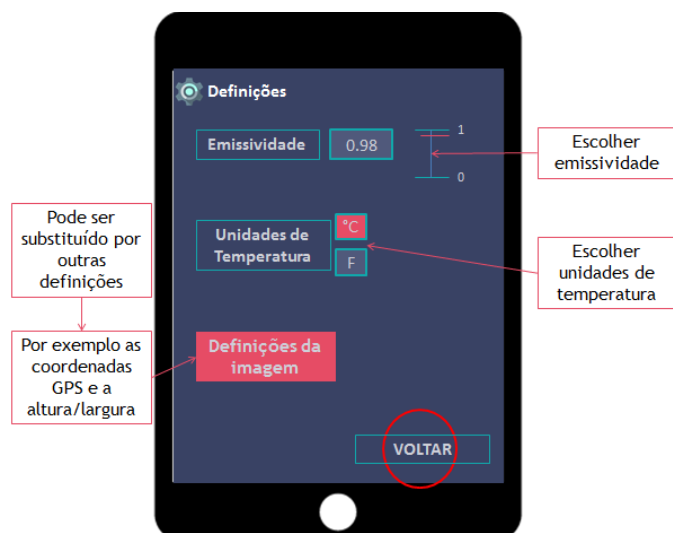 Definições
Emissividade
0.98
1
0
Escolher
emissividade
Pode ser
substituído por
outras
definições
Unidades de
Temperatura
°C
F
Escolher
unidades de
temperatura
Por exemplo as
coordenadas
GPS e a
altura/largura
Definições da
imagem
VOLTAR